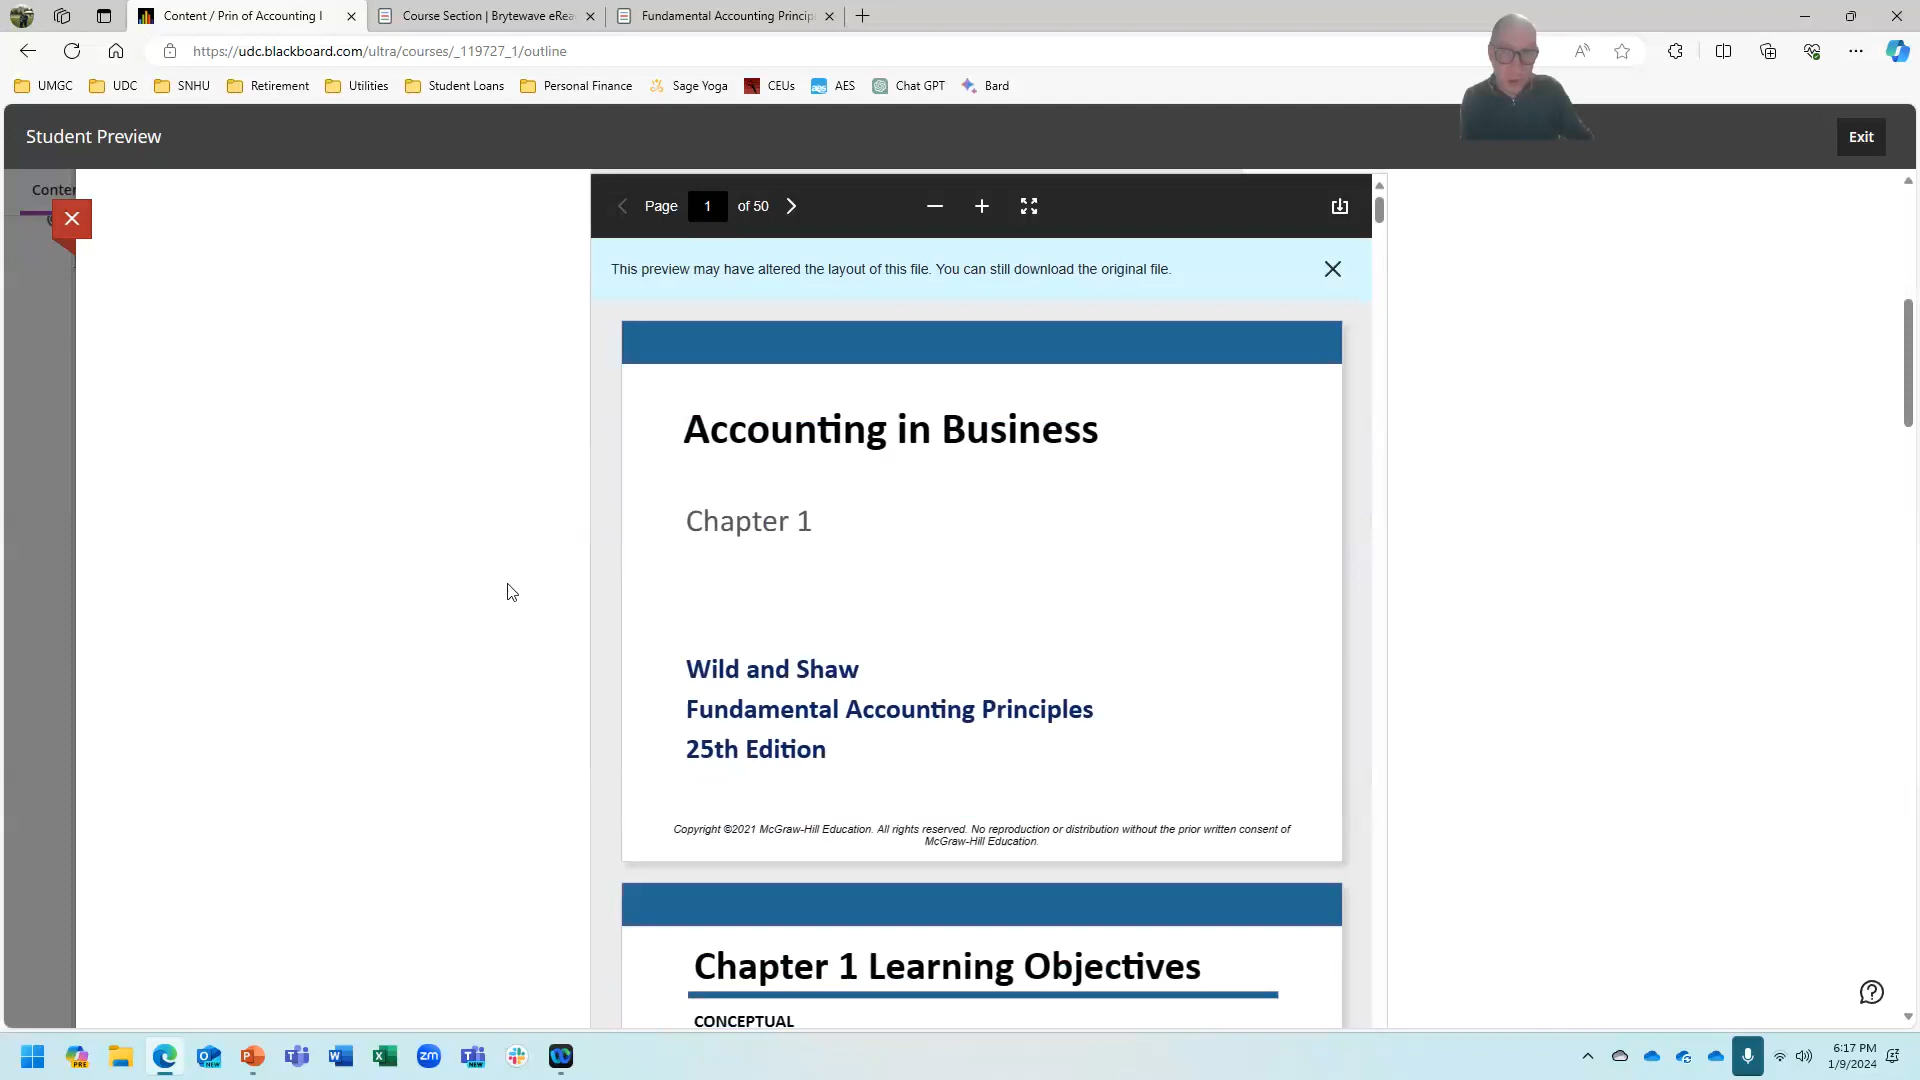 Content / Prin of Accounting I
Course Section | Brytewave eRea
Fundamental Accounting Princip
https://udc.blackboard.com/ultra/courses/_119727_1/outline
UMGC
UDC
SNHU
Retirement
Utilities
Student Loans
Personal Finance
Sage Yoga
CEUs
AES
Chat GPT
Bard
Student Preview
Exit
Conter
Page 1 of 50
This preview may have altered the layout of this file. You can still download the original file.
Accounting in Business
Chapter 1
Wild and Shaw
Fundamental Accounting Principles
25th Edition
Copyright ©2021 McGraw-Hill Education. All rights reserved. No reproduction or distribution without the prior written consent of
McGraw-Hill Education.
Chapter 1 Learning Objectives
CONCEPTUAL
6:17 PM
1/9/2024